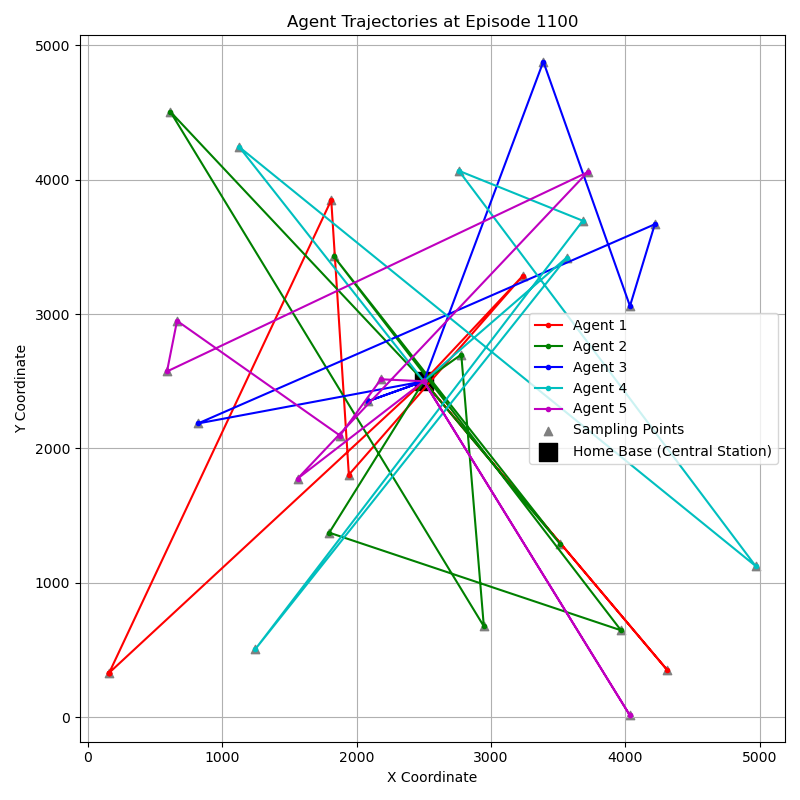 Agent Trajectories at Episode 1100
Y Coordinate
5000
4000
3000
2000
1000
0
Agent 1
Agent 2
Agent 3
Agent 4
Agent 5
Sampling Points
Home Base (Central Station)
0 1000 2000 3000 4000 5000
X Coordinate